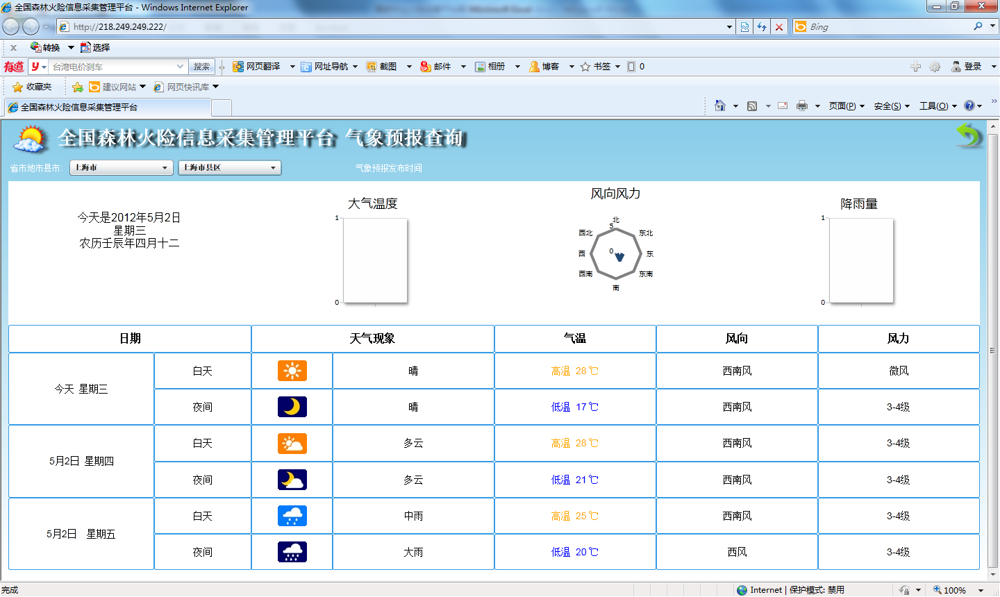 全国森林火险信息采集管理平台 - Windows Internet Explorer
http://218.249.249.222/
Bing
转换 选择
有道 y 台湾电价刹车 搜索 网页翻译 网址导航 截图 邮件 相册 博客 书签 0 登录
收藏夹 建议网站 网页快讯库
全国森林火险信息采集管理平台 页面(P) 安全(S) 工具(O)
全国森林火险信息采集管理平台 气象预报查询
省市地市县市: 上海市 上海市县区 气象预报发布时间
今天是2012年5月2日
星期三
农历壬辰年四月十二
大气温度
1
0
风向风力
北
5
西北 东北
西 0 东
西南 东南
南
降雨量
1
0
日期 天气现象 气温 风向 风力
今天 星期三
白天 晴 高温 28℃ 西南风 微风
夜间 晴 低温 17℃ 西南风 3-4级
5月2日 星期四
白天 多云 高温 28℃ 西南风 3-4级
夜间 多云 低温 21℃ 西南风 3-4级
5月2日 星期五
白天 中雨 高温 25℃ 西南风 3-4级
夜间 大雨 低温 20℃ 西风 3-4级
完成 Internet | 保护模式: 禁用 100%